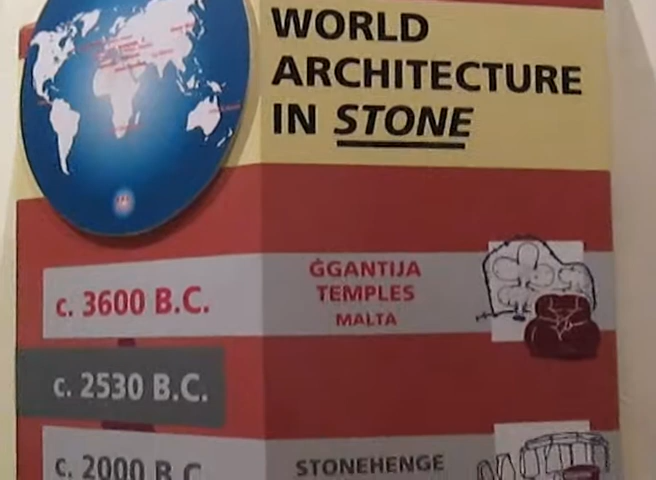 WORLD
ARCHITECTURE
IN STONE
c. 3600 B.C.
ĠGANTIJA
TEMPLES
MALTA
c. 2530 B.C.
c. 2000 B.C.
STONEHENGE